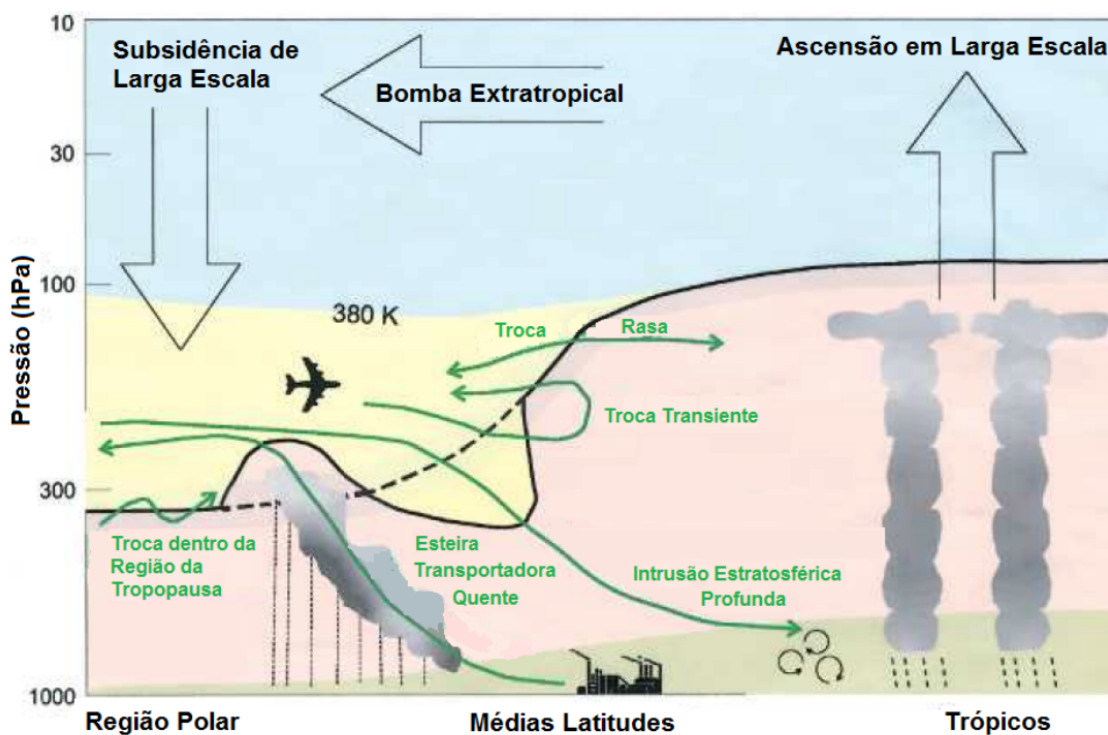 10
Subsidência de
Larga Escala
Bomba Extratropical
Ascensão em Larga Escala
30
Pressão (hPa)
100
380 K
Troca
Rasa
Troca Transiente
300
Troca dentro da
Região da
Tropopausa
Esteira
Transportadora
Quente
Intrusão Estratosférica
Profunda
1000
Região Polar
Médias Latitudes
Trópicos